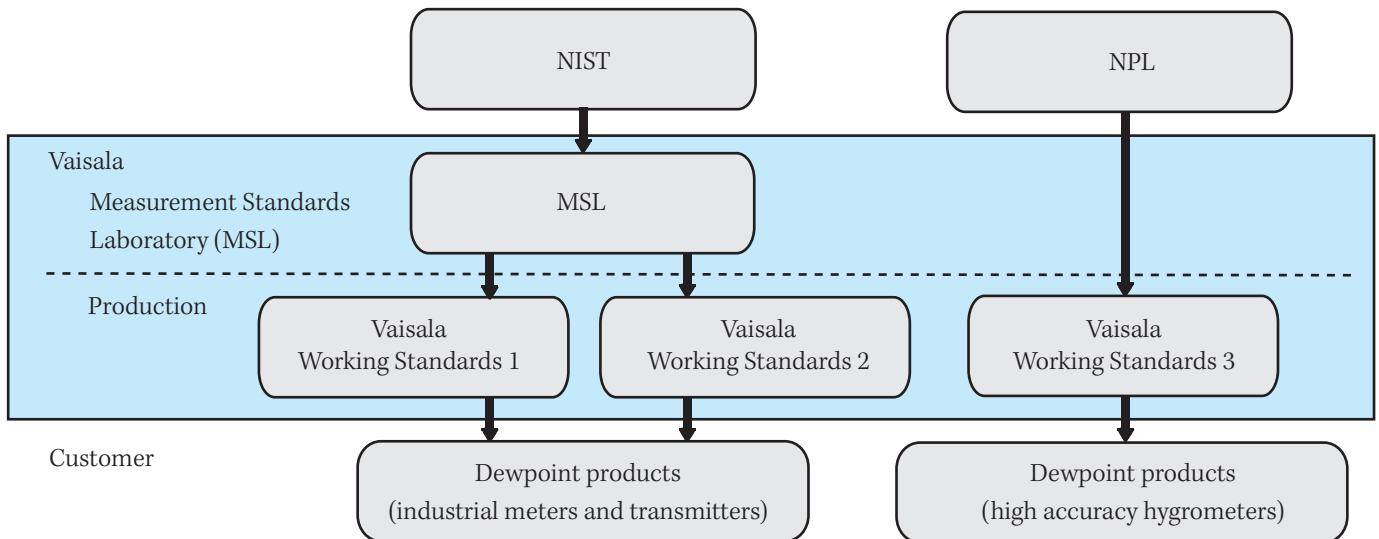 NIST
NPL
Vaisala
Measurement Standards
Laboratory (MSL)
MSL
Production
Vaisala
Working Standards 1
Vaisala
Working Standards 2
Vaisala
Working Standards 3
Customer
Dewpoint products
(industrial meters and transmitters)
Dewpoint products
(high accuracy hygrometers)